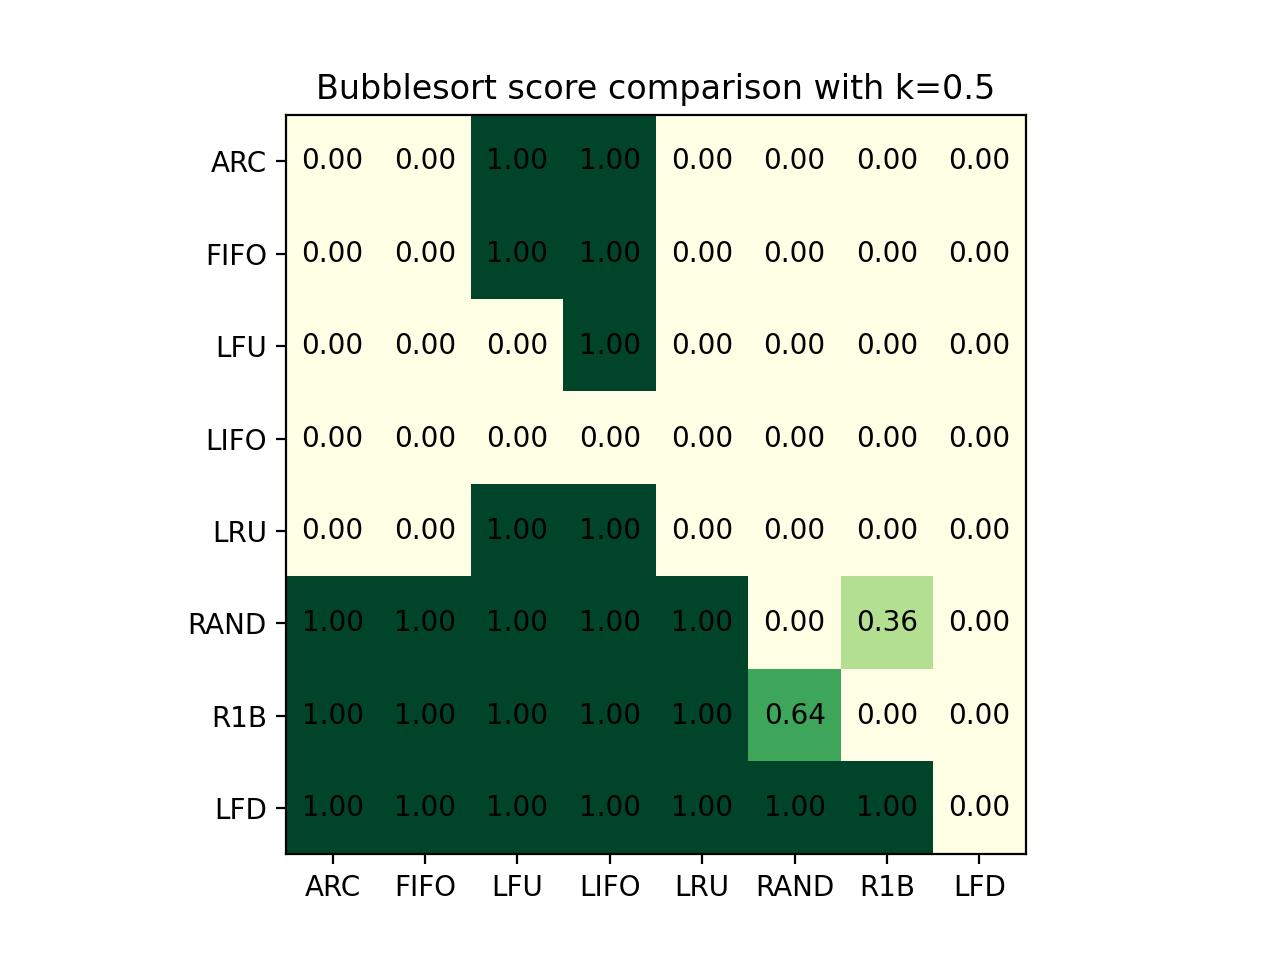 Bubblesort score comparison with k=0.5
ARC 0.00 0.00 1.00 1.00 0.00 0.00 0.00 0.00
FIFO 0.00 0.00 1.00 1.00 0.00 0.00 0.00 0.00
LFU 0.00 0.00 0.00 1.00 0.00 0.00 0.00 0.00
LIFO 0.00 0.00 0.00 0.00 0.00 0.00 0.00 0.00
LRU 0.00 0.00 1.00 1.00 0.00 0.00 0.00 0.00
RAND 1.00 1.00 1.00 1.00 1.00 0.00 0.36 0.00
R1B 1.00 1.00 1.00 1.00 1.00 0.64 0.00 0.00
LFD 1.00 1.00 1.00 1.00 1.00 1.00 1.00 0.00
ARC FIFO LFU LIFO LRU RAND R1B LFD